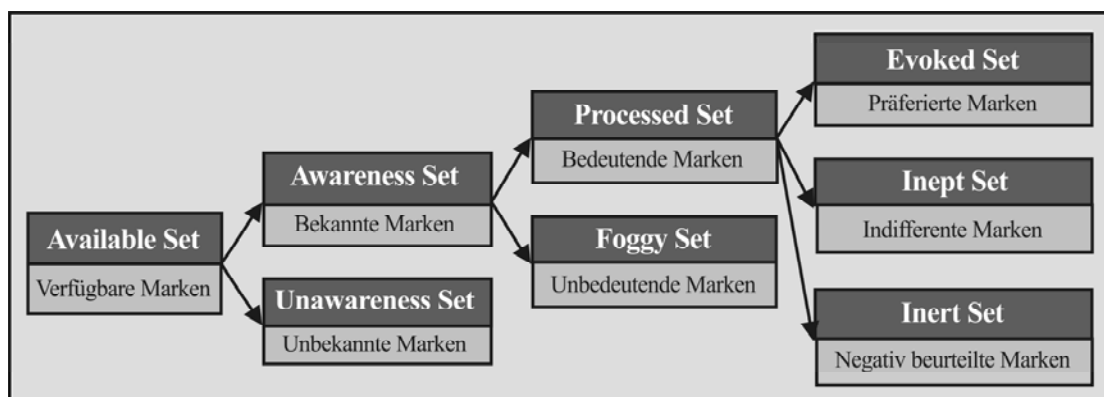 Available Set
Verfügbare Marken
Awareness Set
Bekannte Marken
Unawareness Set
Unbekannte Marken
Processed Set
Bedeutende Marken
Foggy Set
Unbedeutende Marken
Evoked Set
Präferierte Marken
Inept Set
Indifferente Marken
Inert Set
Negativ beurteilte Marken